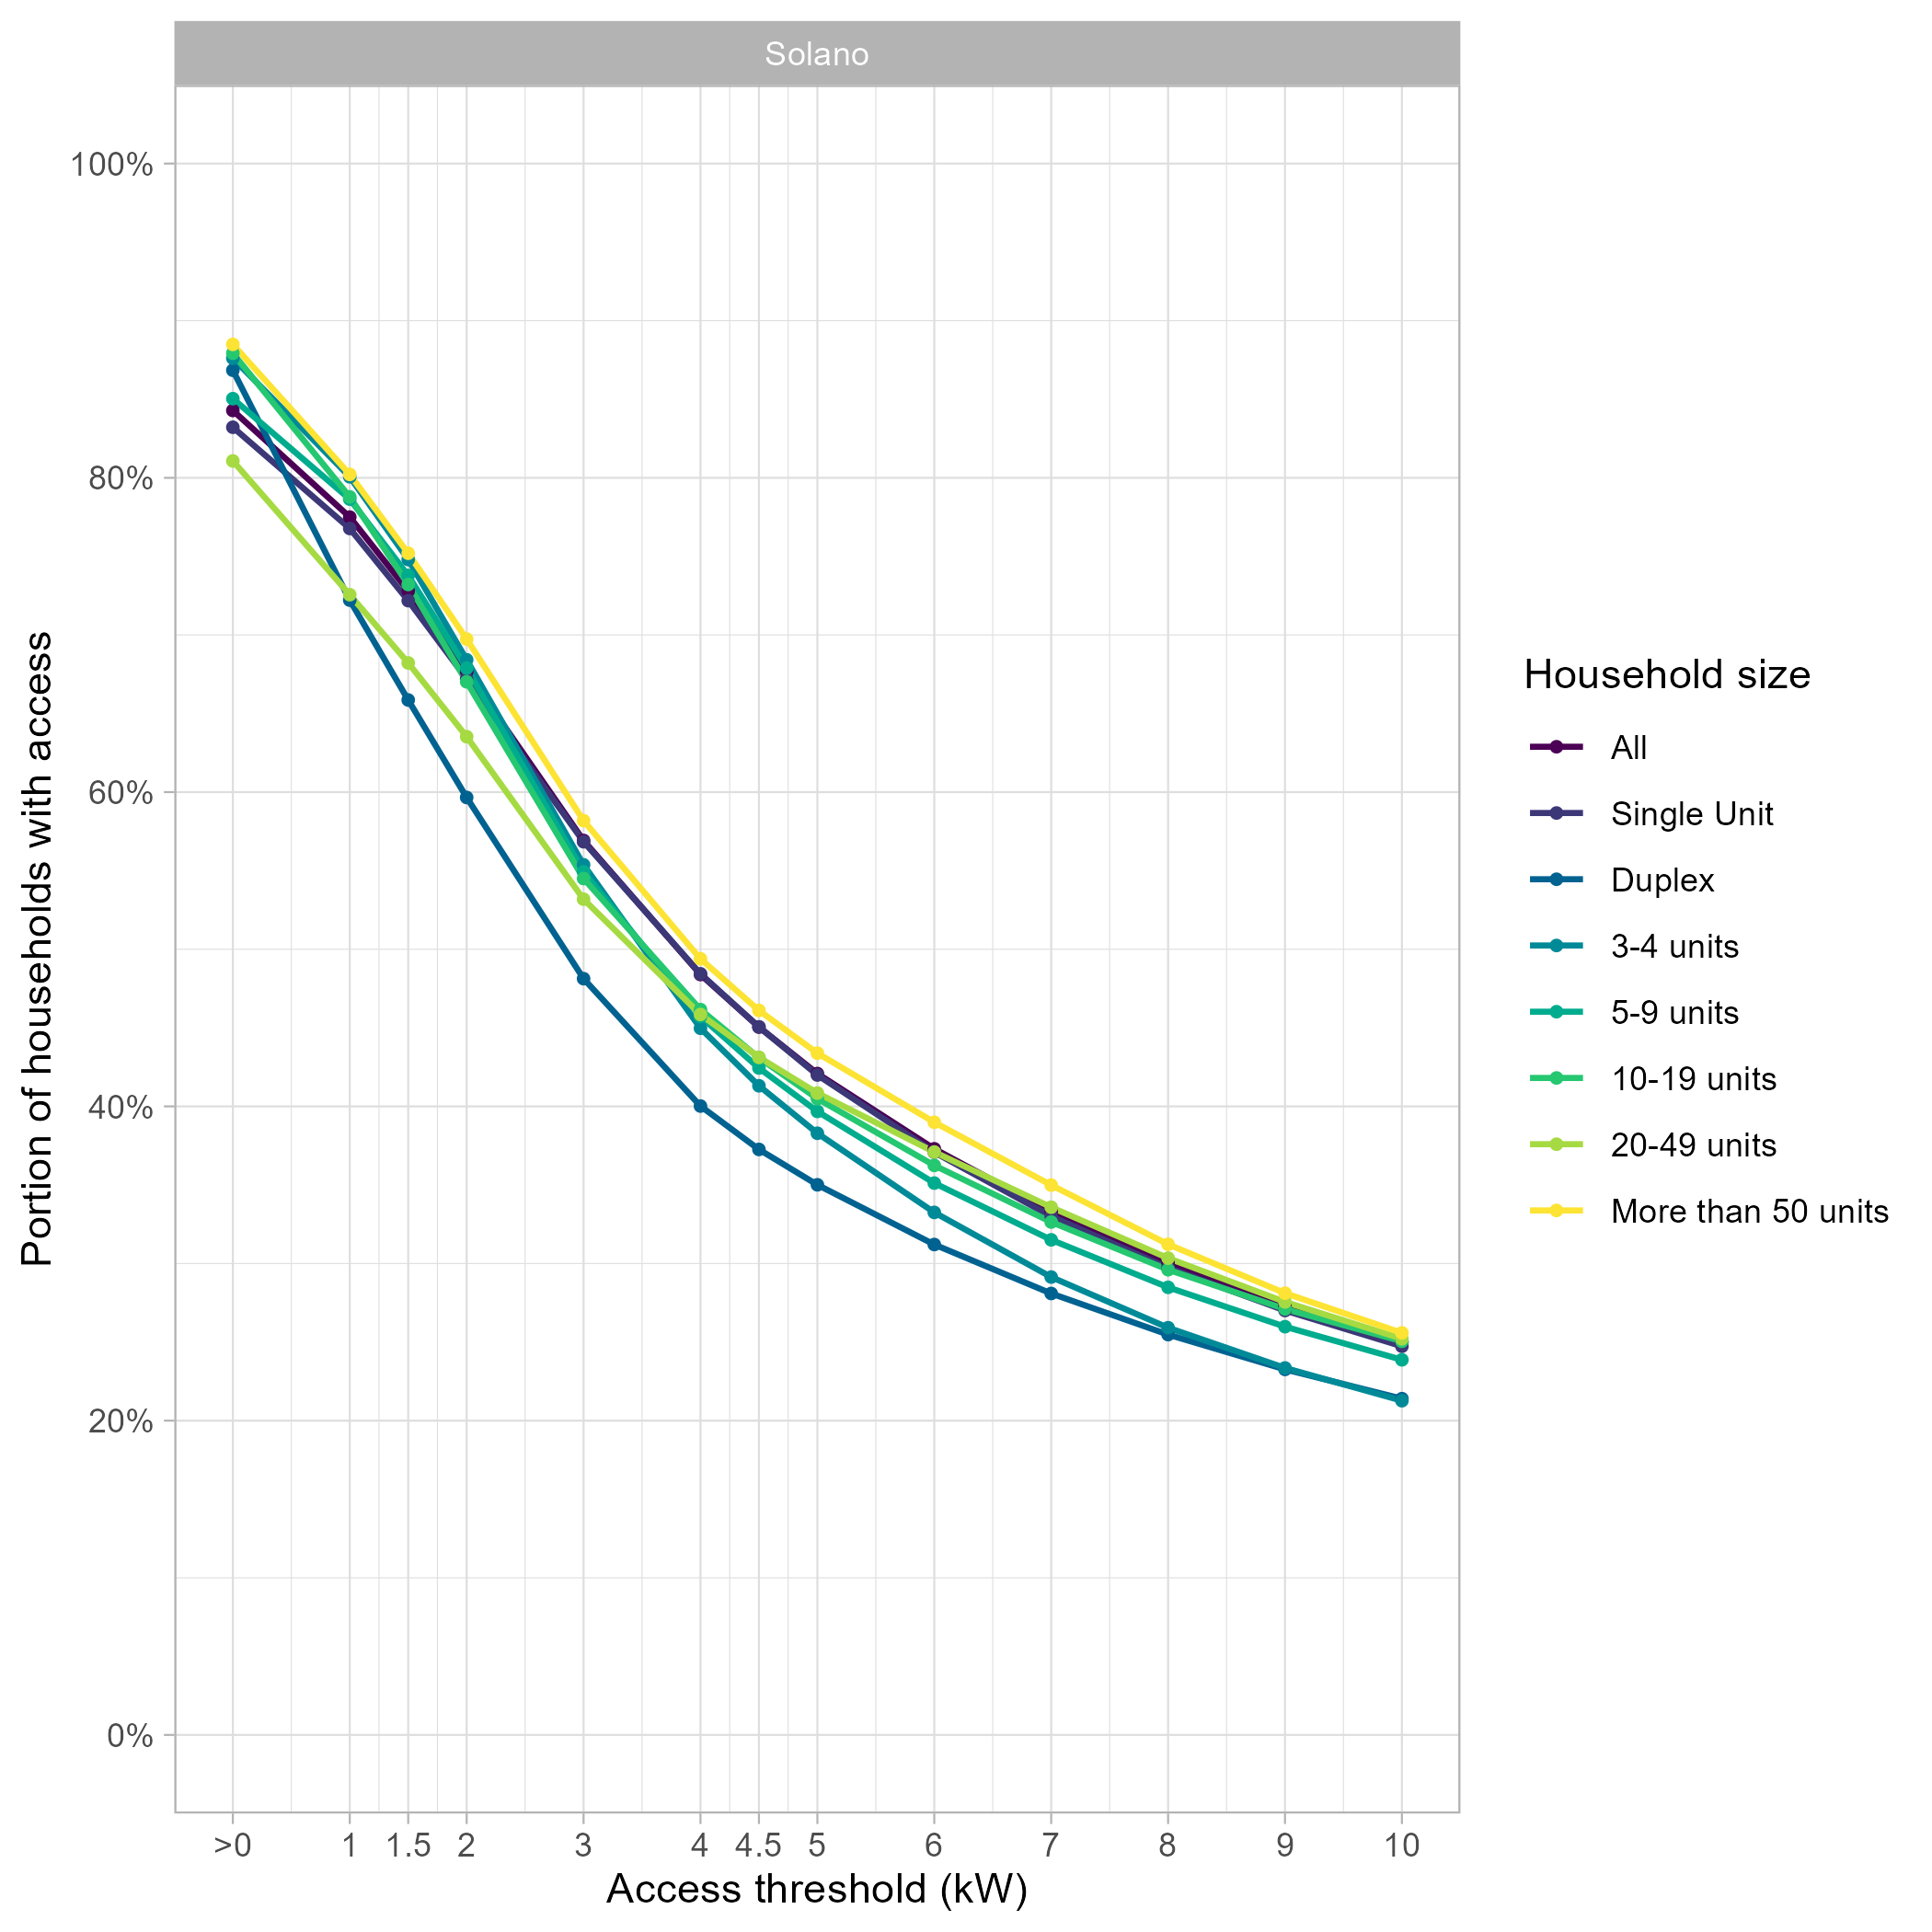 Solano
100%
80%
60%
40%
20%
0%
Portion of households with access
>0 1 1.5 2 3 4 4.5 5 6 7 8 9 10
Access threshold (kW)
Household size
All
Single Unit
Duplex
3-4 units
5-9 units
10-19 units
20-49 units
More than 50 units